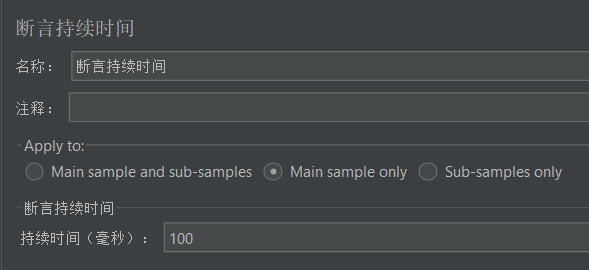 断言持续时间
名称： 断言持续时间
注释：
Apply to:
Main sample and sub-samples Main sample only Sub-samples only
断言持续时间
持续时间（毫秒）： 100